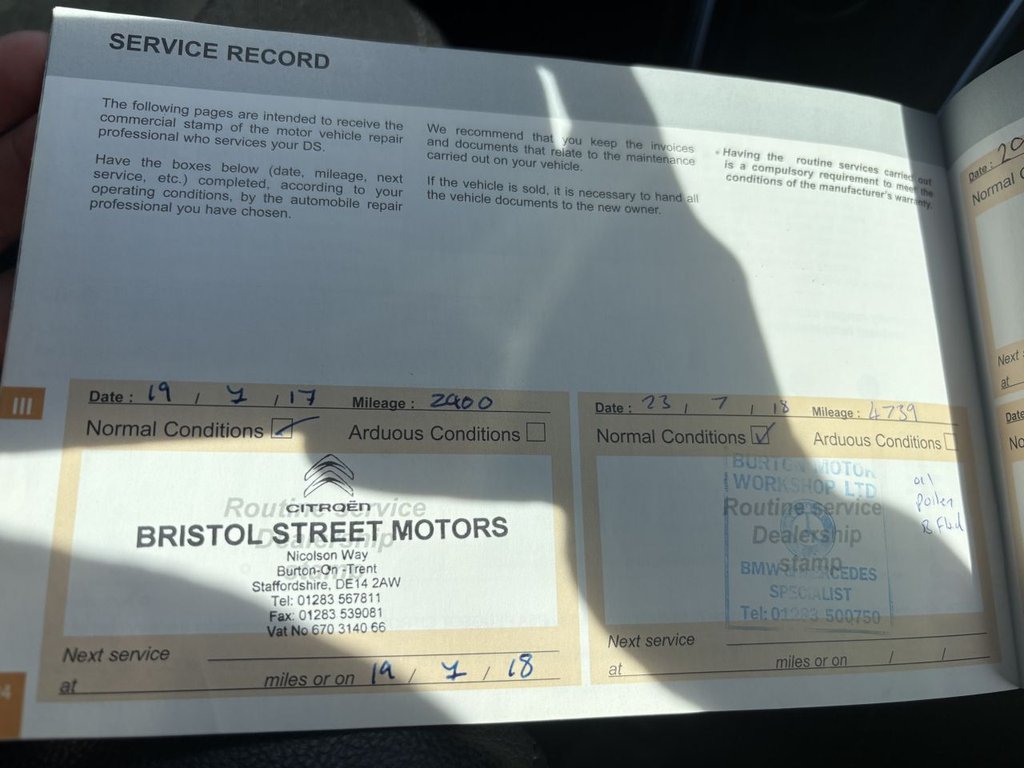 SERVICE RECORD
The following pages are intended to receive the
commercial stamp of the motor vehicle repair
professional who services your DS.
Have the boxes below (date, mileage, next
service, etc.) completed, according to your
operating conditions, by the automobile repair
professional you have chosen.
We recommend that you keep the invoices
and documents that relate to the maintenance
carried out on your vehicle.
If the vehicle is sold, it is necessary to hand all
the vehicle documents to the new owner.
• Having the routine services carried out
is a compulsory requirement to meet the
conditions of the manufacturer's warranty.
III
Date : 19 / 7 / 17 Mileage : 2900
Normal Conditions Arduous Conditions
Routine service
Dealership
stamp
CITROËN
BRISTOL STREET MOTORS
Nicolson Way
Burton-On-Trent
Staffordshire, DE14 2AW
Tel: 01283 567811
Fax: 01283 539081
Vat No 670 3140 66
Next service
at miles or on 19 / 7 / 18
Date : 23 / 7 / 18 Mileage : 4739
Normal Conditions Arduous Conditions
BURTON MOTOR
WORKSHOP LTD
Routine service
Dealership
stamp
BMW & MERCEDES
SPECIALIST
Tel: 01283 500750
oil
Pollen
B. Fluid
Next service
at miles or on / /
Date :
Normal C
Next s
at
Date
No